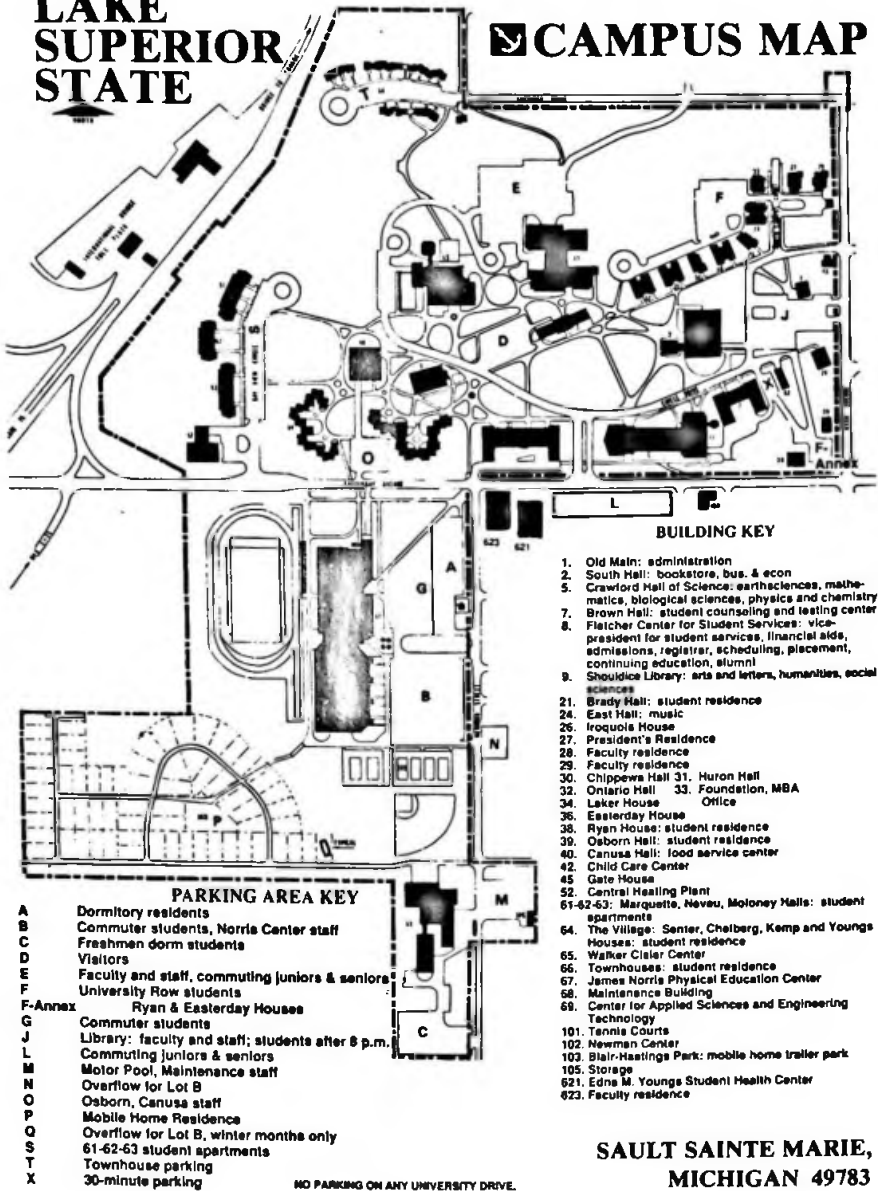 LAKE
SUPERIOR
STATE
CAMPUS MAP
NORTH
INTERNATIONAL BRIDGE
TOLL PLAZA
T
E
F
S
D
J
X
O
F-
Annex
L
623
621
A
G
B
N
P
M
C
BUILDING KEY
1. Old Main: administration
2. South Hall: bookstore, bus. & econ
5. Crawford Hall of Science: earthsciences, mathe-
matics, biological sciences, physics and chemistry
7. Brown Hall: student counseling and testing center
8. Fletcher Center for Student Services: vice-
president for student services, financial aids,
admissions, registrar, scheduling, placement,
continuing education, alumni
9. Shouldice Library: arts and letters, humanities, social
sciences
21. Brady Hall: student residence
24. East Hall: music
26. Iroquois House
27. President's Residence
28. Faculty residence
29. Faculty residence
30. Chippewa Hall 31. Huron Hall
32. Ontario Hall 33. Foundation, MBA
34. Laker House Office
36. Easterday House
38. Ryan House: student residence
39. Osborn Hall: student residence
40. Canusa Hall: food service center
42. Child Care Center
45 Gate House
52. Central Heating Plant
61-62-63: Marquette, Neveu, Moloney Halls: student
apartments
64. The Village: Senter, Chelberg, Kemp and Youngs
Houses: student residence
65. Walker Cisler Center
66. Townhouses: student residence
67. James Norris Physical Education Center
68. Maintenance Building
69. Center for Applied Sciences and Engineering
Technology
101. Tennis Courts
102. Newman Center
103. Blair-Hastings Park: mobile home trailer park
105. Storage
621. Edna M. Youngs Student Health Center
623. Faculty residence
PARKING AREA KEY
A Dormitory residents
B Commuter students, Norris Center staff
C Freshmen dorm students
D Visitors
E Faculty and staff, commuting juniors & seniors
F University Row students
F-Annex Ryan & Easterday Houses
G Commuter students
J Library: faculty and staff; students after 6 p.m.
L Commuting juniors & seniors
M Motor Pool, Maintenance staff
N Overflow for Lot B
O Osborn, Canusa staff
P Mobile Home Residence
Q Overflow for Lot B, winter months only
S 61-62-63 student apartments
T Townhouse parking
X 30-minute parking
NO PARKING ON ANY UNIVERSITY DRIVE.
SAULT SAINTE MARIE,
MICHIGAN 49783